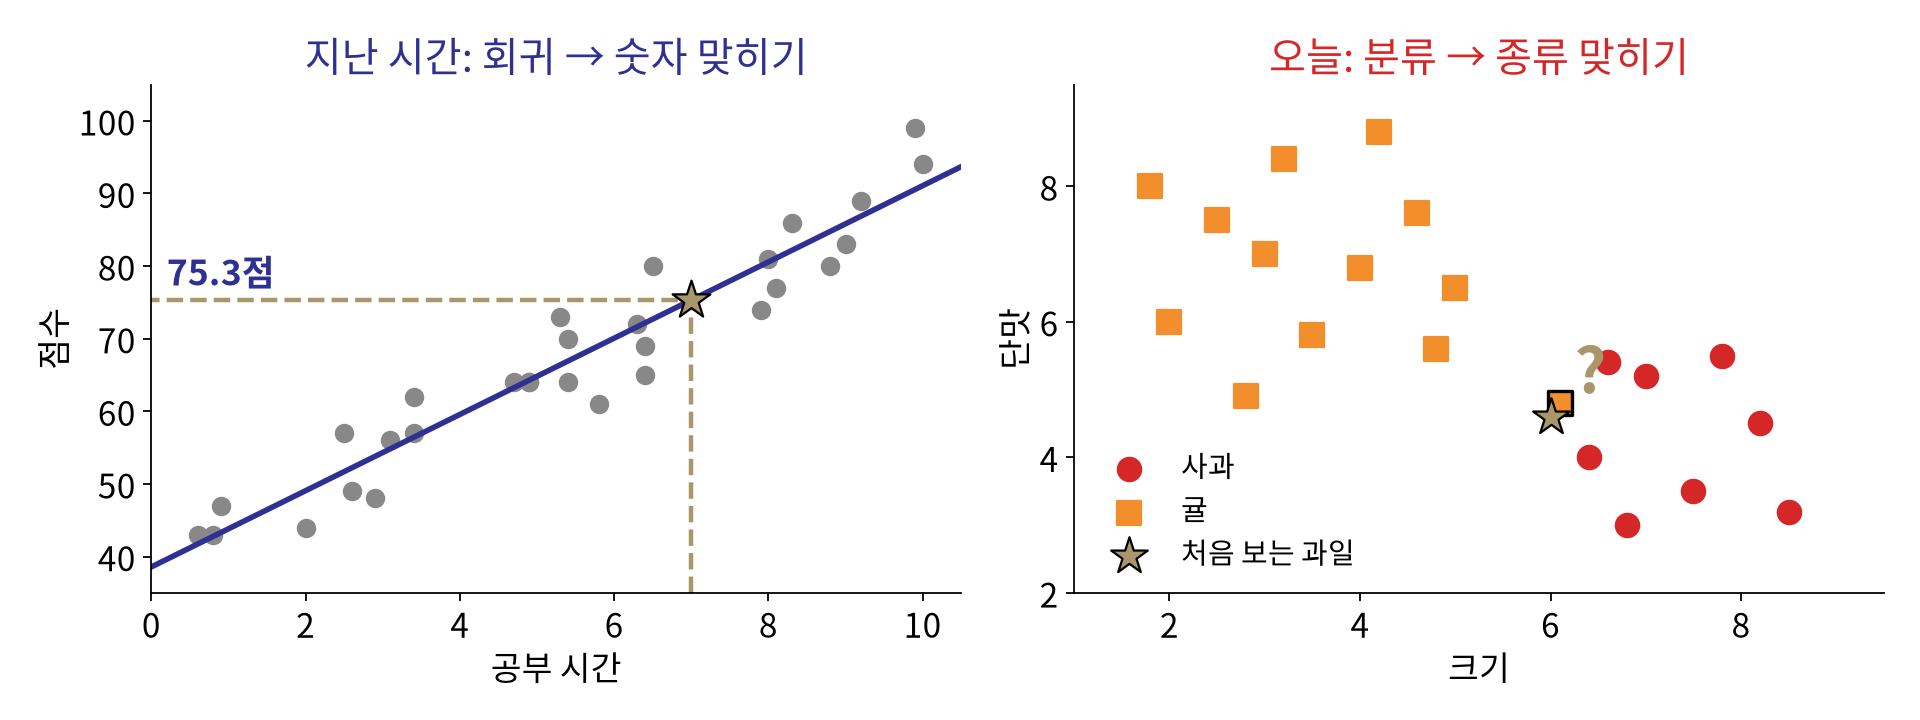 지난 시간: 회귀 → 숫자 맞히기
100
90
80
70
60
50
40
75.3점
점수
0 2 4 6 8 10
공부 시간
오늘: 분류 → 종류 맞히기
8
6
4
2
단맛
?
사과
귤
처음 보는 과일
2 4 6 8
크기